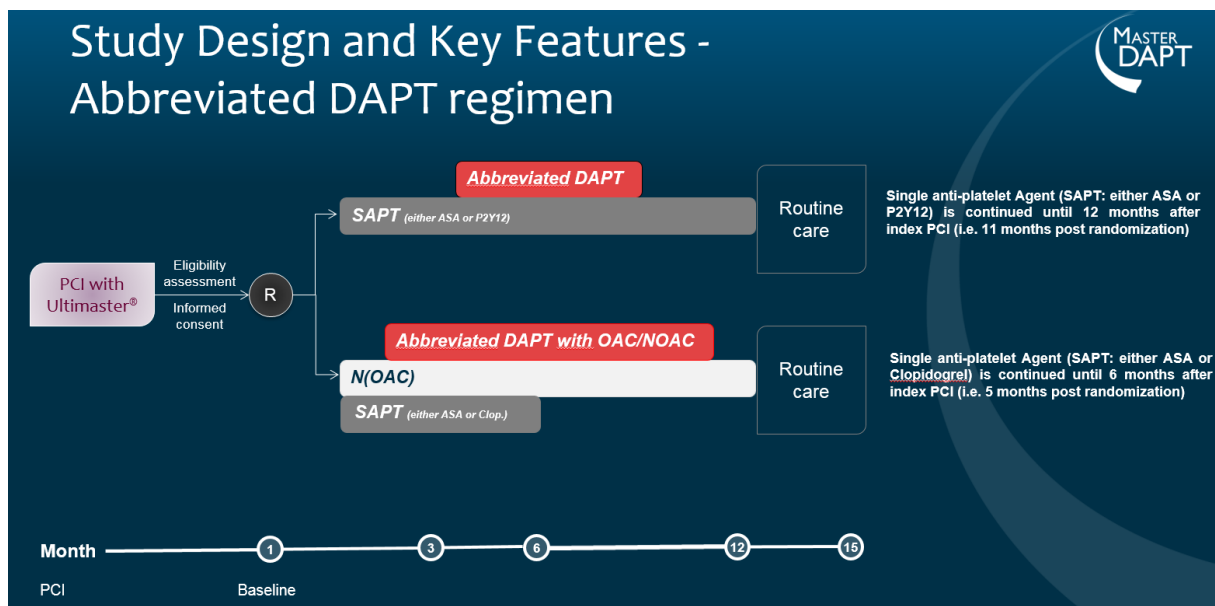 Study Design and Key Features -
Abbreviated DAPT regimen
MASTER
DAPT
Abbreviated DAPT
SAPT (either ASA or P2Y12)
Routine
care
Single anti-platelet Agent (SAPT: either ASA or
P2Y12) is continued until 12 months after
index PCI (i.e. 11 months post randomization)
PCI with
Ultimaster®
Eligibility
assessment
Informed
consent
R
Abbreviated DAPT with OAC/NOAC
N(OAC)
SAPT (either ASA or Clop.)
Routine
care
Single anti-platelet Agent (SAPT: either ASA or
Clopidogrel) is continued until 6 months after
index PCI (i.e. 5 months post randomization)
Month 1 3 6 12 15
PCI Baseline